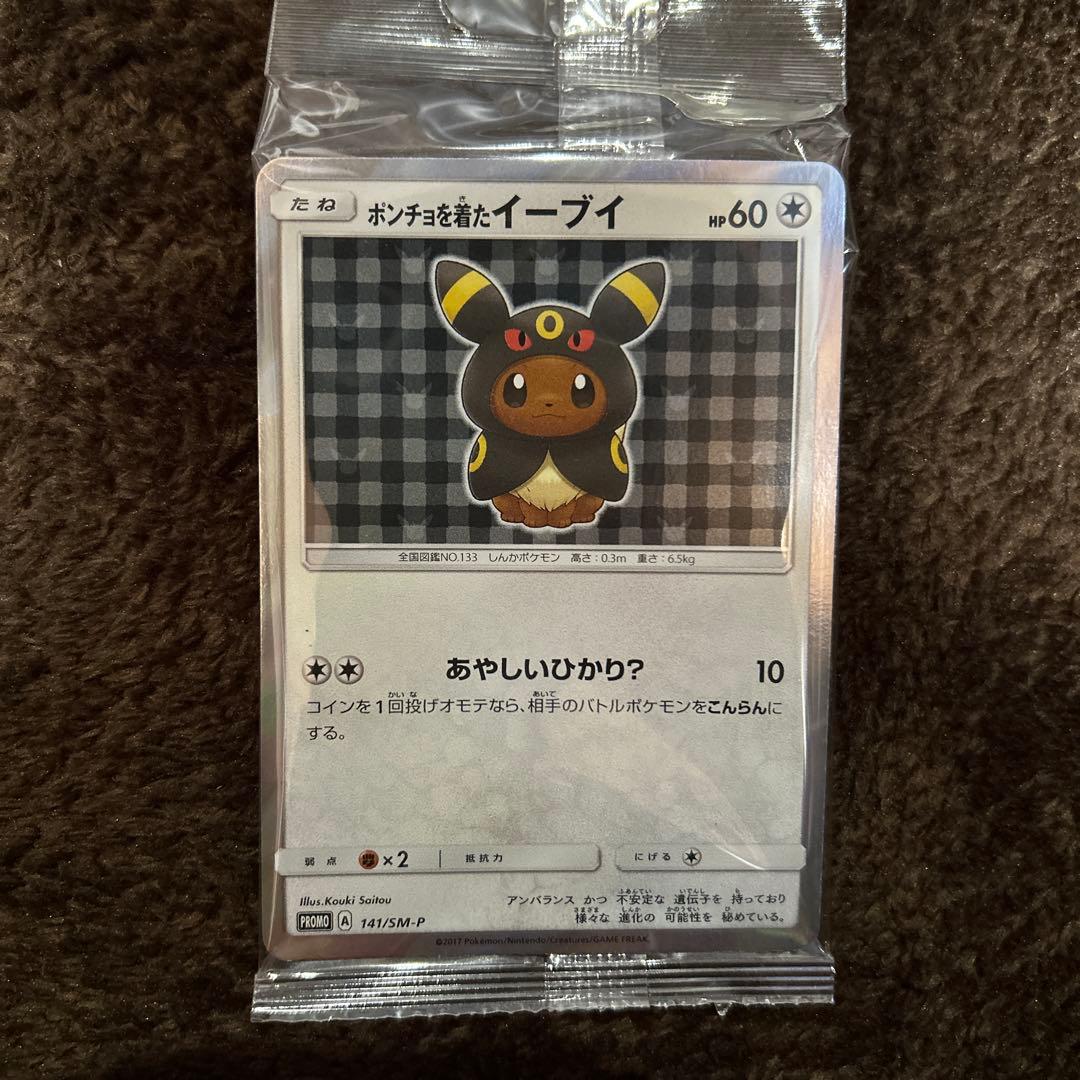 たね ポンチョを着たイーブイ HP60
全国図鑑NO.133 しんかポケモン 高さ:0.3m 重さ:6.5kg
あやしいひかり? 10
コインを1回投げオモテなら、相手のバトルポケモンをこんらんに
する。
弱点 ×2 抵抗力 にげる
Illus.Kouki Saitou
アンバランス かつ 不安定な 遺伝子を 持っており
様々な 進化の 可能性を 秘めている。
PROMO A 141/SM-P
©2017 Pokémon/Nintendo/Creatures/GAME FREAK.